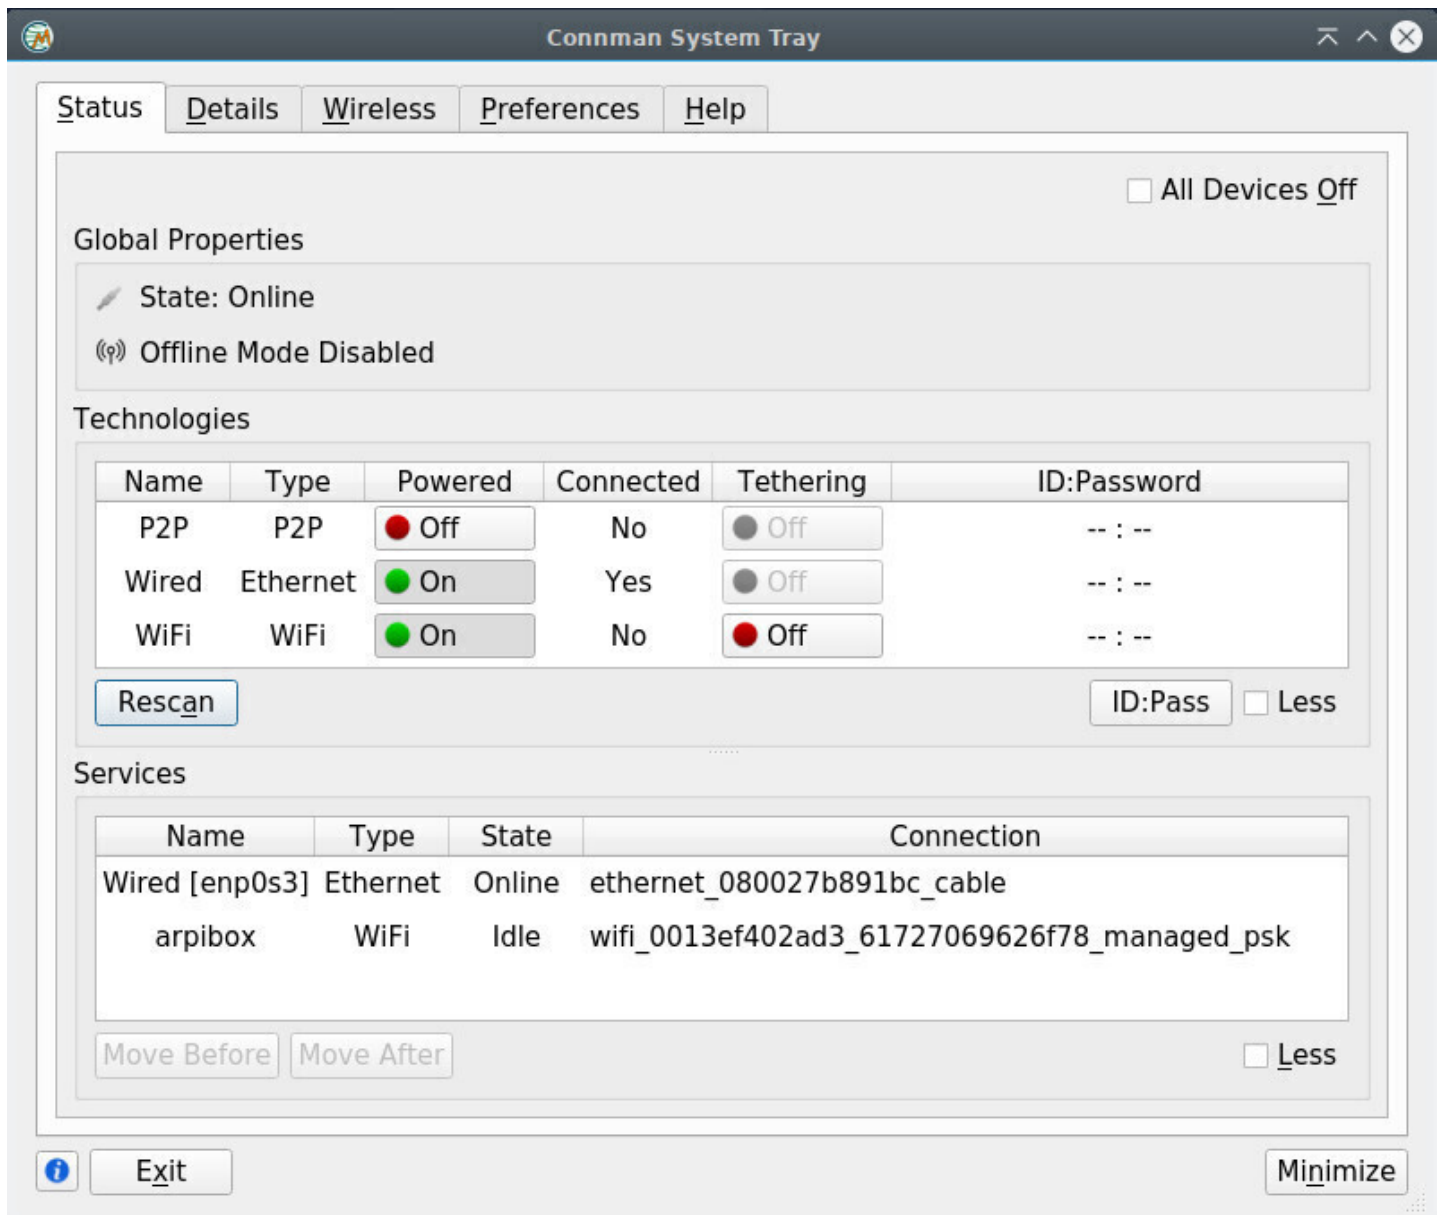 Connman System Tray
Status Details Wireless Preferences Help
All Devices Off
Global Properties
State: Online
Offline Mode Disabled
Technologies
Name Type Powered Connected Tethering ID:Password
P2P P2P Off No Off -- : --
Wired Ethernet On Yes Off -- : --
WiFi WiFi On No Off -- : --
Rescan ID:Pass Less
Services
Name Type State Connection
Wired [enp0s3] Ethernet Online ethernet_080027b891bc_cable
arpibox WiFi Idle wifi_0013ef402ad3_61727069626f78_managed_psk
Move Before Move After Less
Exit Minimize